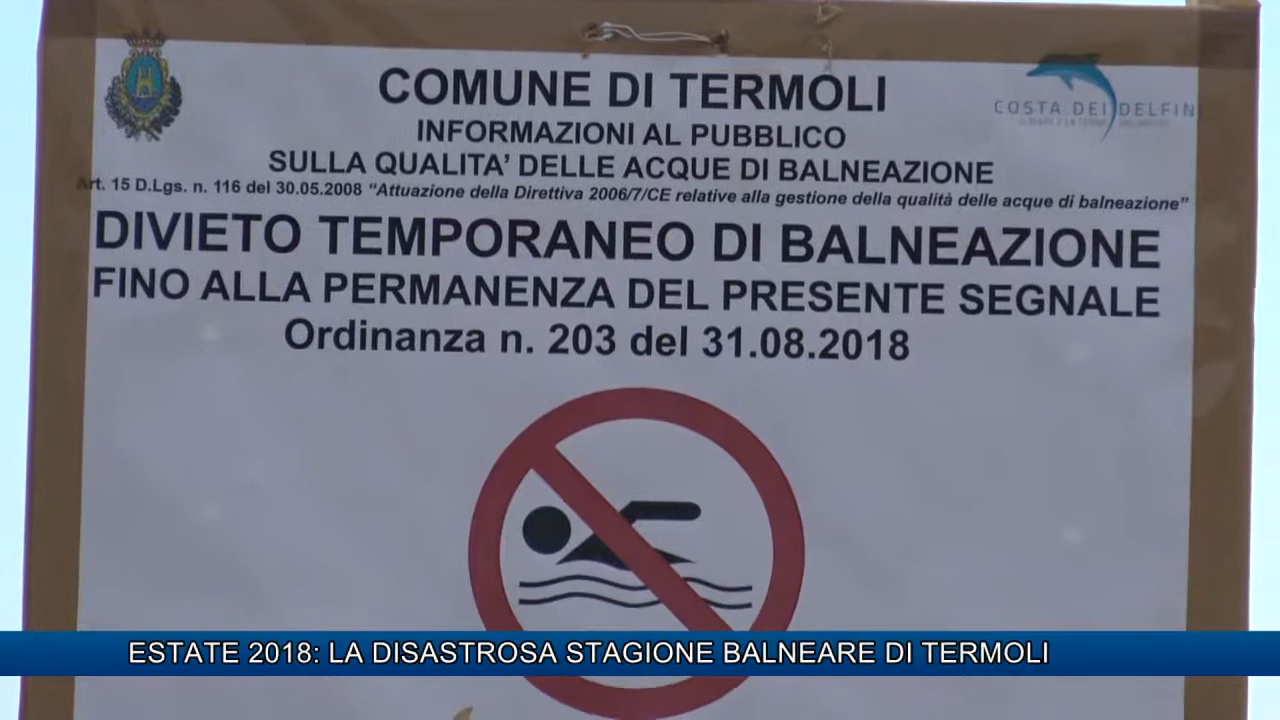 COMUNE DI TERMOLI
COSTA DEI DELFINI
INFORMAZIONI AL PUBBLICO
SULLA QUALITA’ DELLE ACQUE DI BALNEAZIONE
Art. 15 D.Lgs. n. 116 del 30.05.2008 “Attuazione della Direttiva 2006/7/CE relative alla gestione della qualità delle acque di balneazione”
DIVIETO TEMPORANEO DI BALNEAZIONE
FINO ALLA PERMANENZA DEL PRESENTE SEGNALE
Ordinanza n. 203 del 31.08.2018
ESTATE 2018: LA DISASTROSA STAGIONE BALNEARE DI TERMOLI